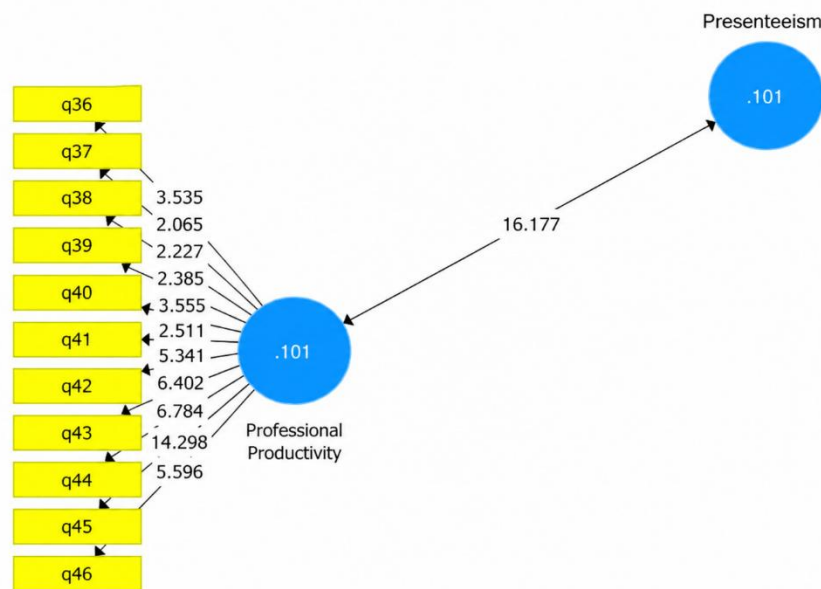 Presenteeism
.101
q36
q37
q38
q39
q40
q41
q42
q43
q44
q45
q46
3.535
2.065
2.227
2.385
3.555
2.511
5.341
6.402
6.784
14.298
5.596
16.177
.101
Professional
Productivity